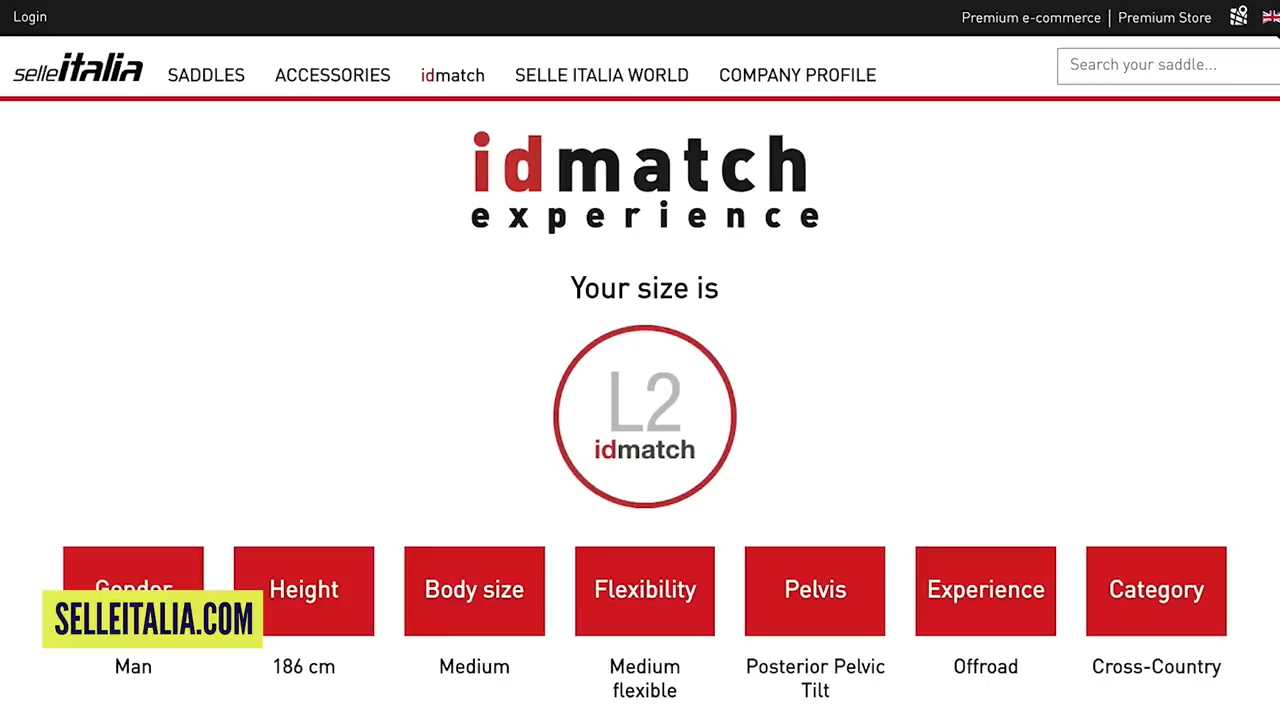 Login
Premium e-commerce | Premium Store
selleitalia
SADDLES ACCESSORIES idmatch SELLE ITALIA WORLD COMPANY PROFILE
Search your saddle...
idmatch
experience
Your size is
L2
idmatch
Gender Height Body size Flexibility Pelvis Experience Category
SELLEITALIA.COM
Man 186 cm Medium Medium flexible Posterior Pelvic Tilt Offroad Cross-Country